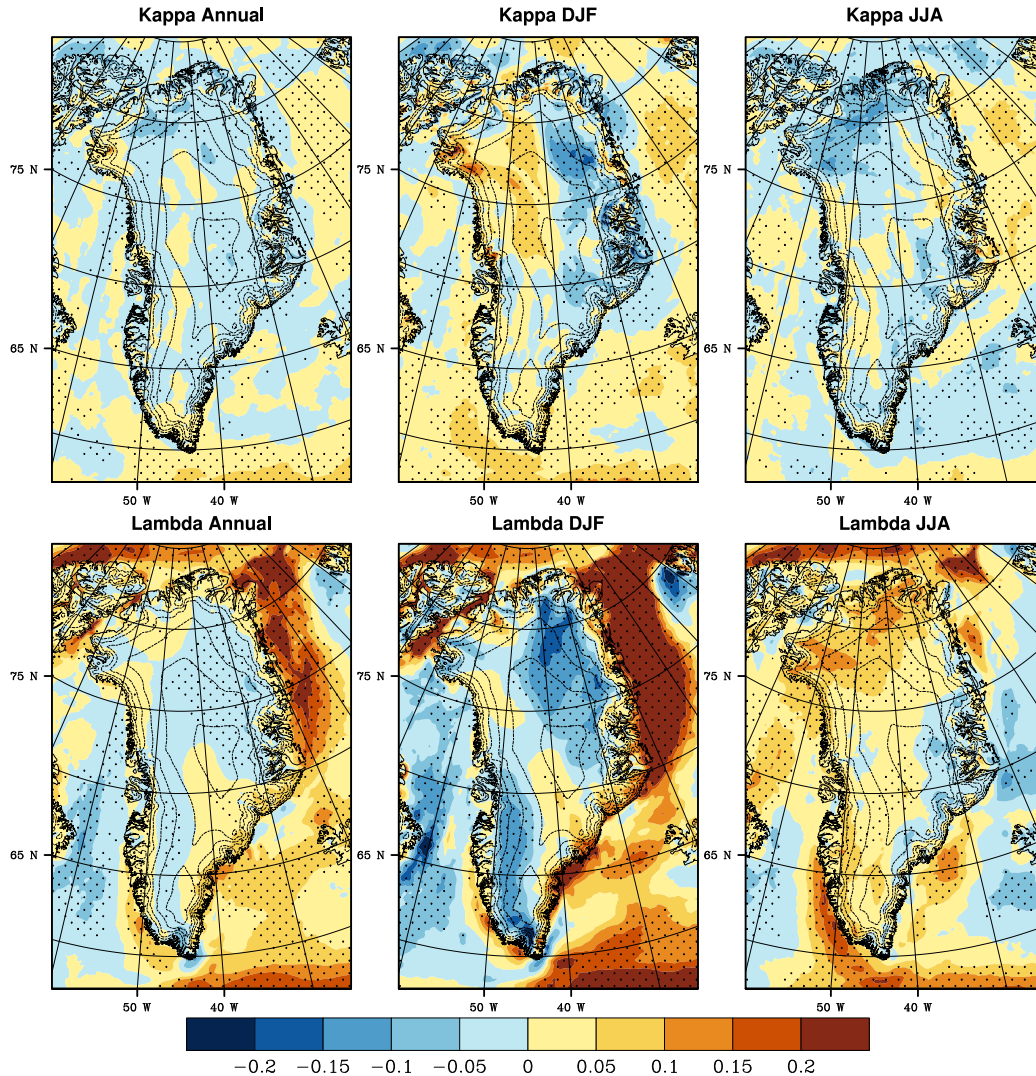 Kappa Annual
Kappa DJF
Kappa JJA
75 N
65 N
50 W
40 W
50 W
40 W
50 W
40 W
Lambda Annual
Lambda DJF
Lambda JJA
75 N
65 N
50 W
40 W
50 W
40 W
50 W
40 W
75 N
65 N
75 N
65 N
75 N
65 N
75 N
65 N
-0.2 -0.15 -0.1 -0.05 0 0.05 0.1 0.15 0.2